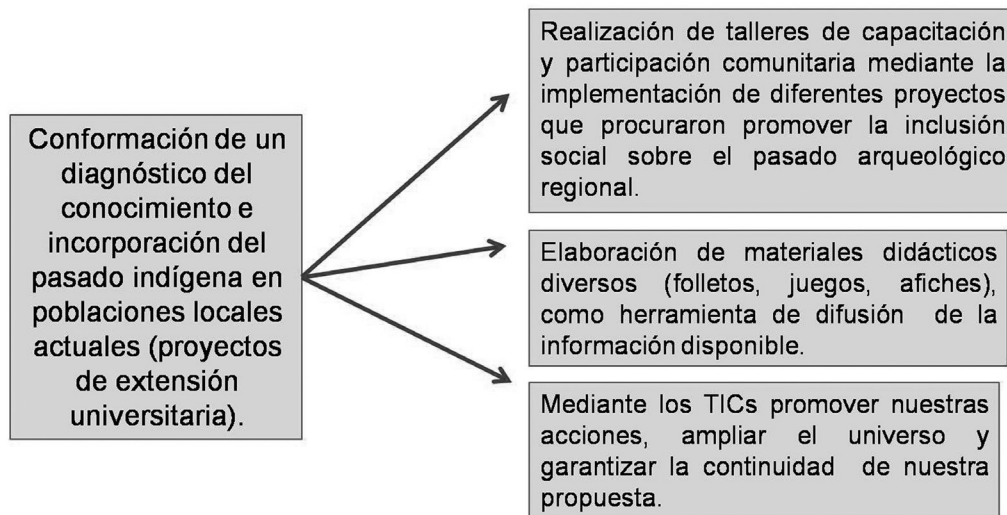 Conformación de un
diagnóstico del
conocimiento e
incorporación del
pasado indígena en
poblaciones locales
actuales (proyectos
de extensión
universitaria).
Realización de talleres de capacitación
y participación comunitaria mediante la
implementación de diferentes proyectos
que procuraron promover la inclusión
social sobre el pasado arqueológico
regional.
Elaboración de materiales didácticos
diversos (folletos, juegos, afiches),
como herramienta de difusión de la
información disponible.
Mediante los TICs promover nuestras
acciones, ampliar el universo y
garantizar la continuidad de nuestra
propuesta.